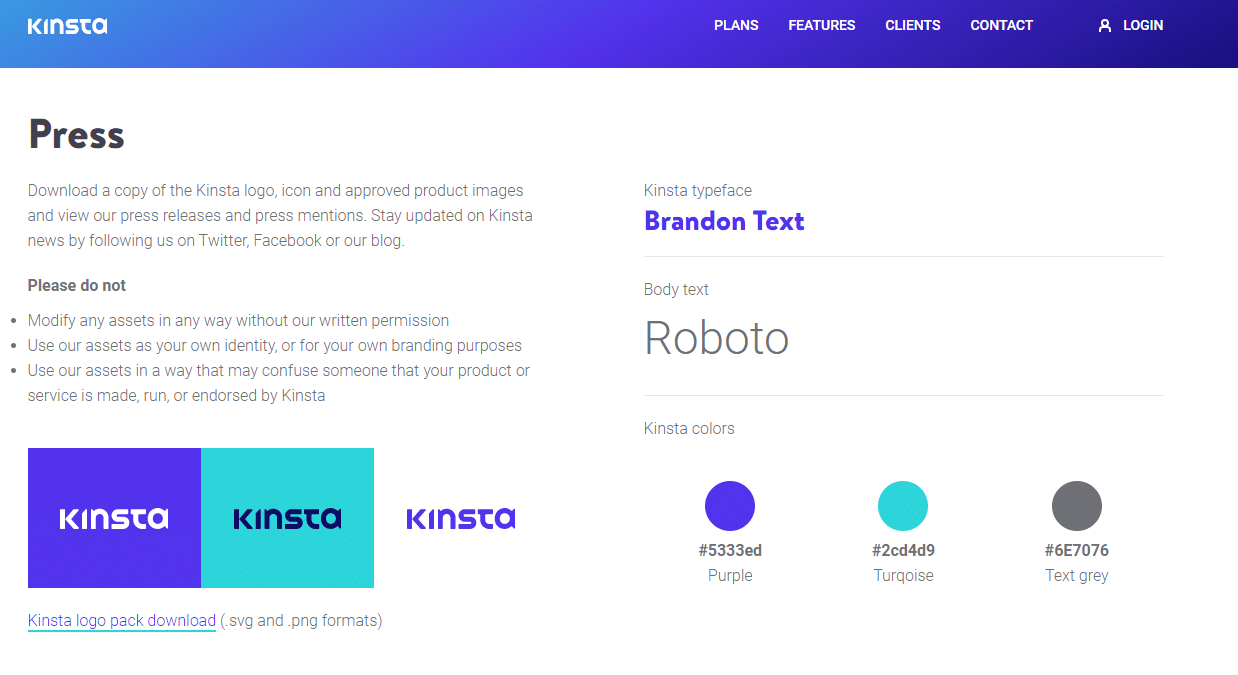 Kinsta
PLANS FEATURES CLIENTS CONTACT LOGIN
Press
Download a copy of the Kinsta logo, icon and approved product images
and view our press releases and press mentions. Stay updated on Kinsta
news by following us on Twitter, Facebook or our blog.
Please do not
Modify any assets in any way without our written permission
Use our assets as your own identity, or for your own branding purposes
Use our assets in a way that may confuse someone that your product or
service is made, run, or endorsed by Kinsta
Kinsta Kinsta Kinsta
Kinsta logo pack download (.svg and .png formats)
Kinsta typeface
Brandon Text
Body text
Roboto
Kinsta colors
#5333ed #2cd4d9 #6E7076
Purple Turqoise Text grey